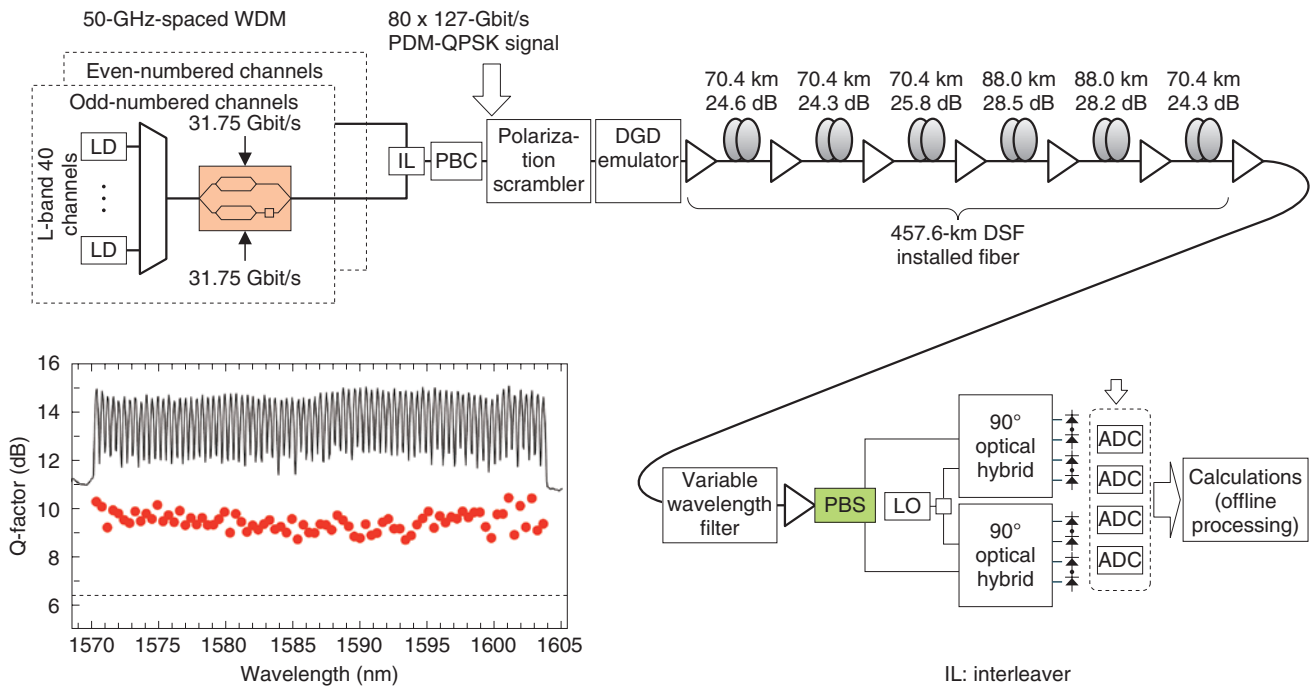 50-GHz-spaced WDM
Even-numbered channels
Odd-numbered channels
31.75 Gbit/s
LD
LD
L-band 40
channels
31.75 Gbit/s
80 x 127-Gbit/s
PDM-QPSK signal
IL
PBC
Polariza-
tion
scrambler
DGD
emulator
70.4 km
24.6 dB
70.4 km
24.3 dB
70.4 km
25.8 dB
88.0 km
28.5 dB
88.0 km
28.2 dB
70.4 km
24.3 dB
457.6-km DSF
installed fiber
16
14
12
10
8
6
Q-factor (dB)
1570 1575 1580 1585 1590 1595 1600 1605
Wavelength (nm)
Variable
wavelength
filter
PBS
LO
90°
optical
hybrid
90°
optical
hybrid
ADC
ADC
ADC
ADC
Calculations
(offline
processing)
IL: interleaver